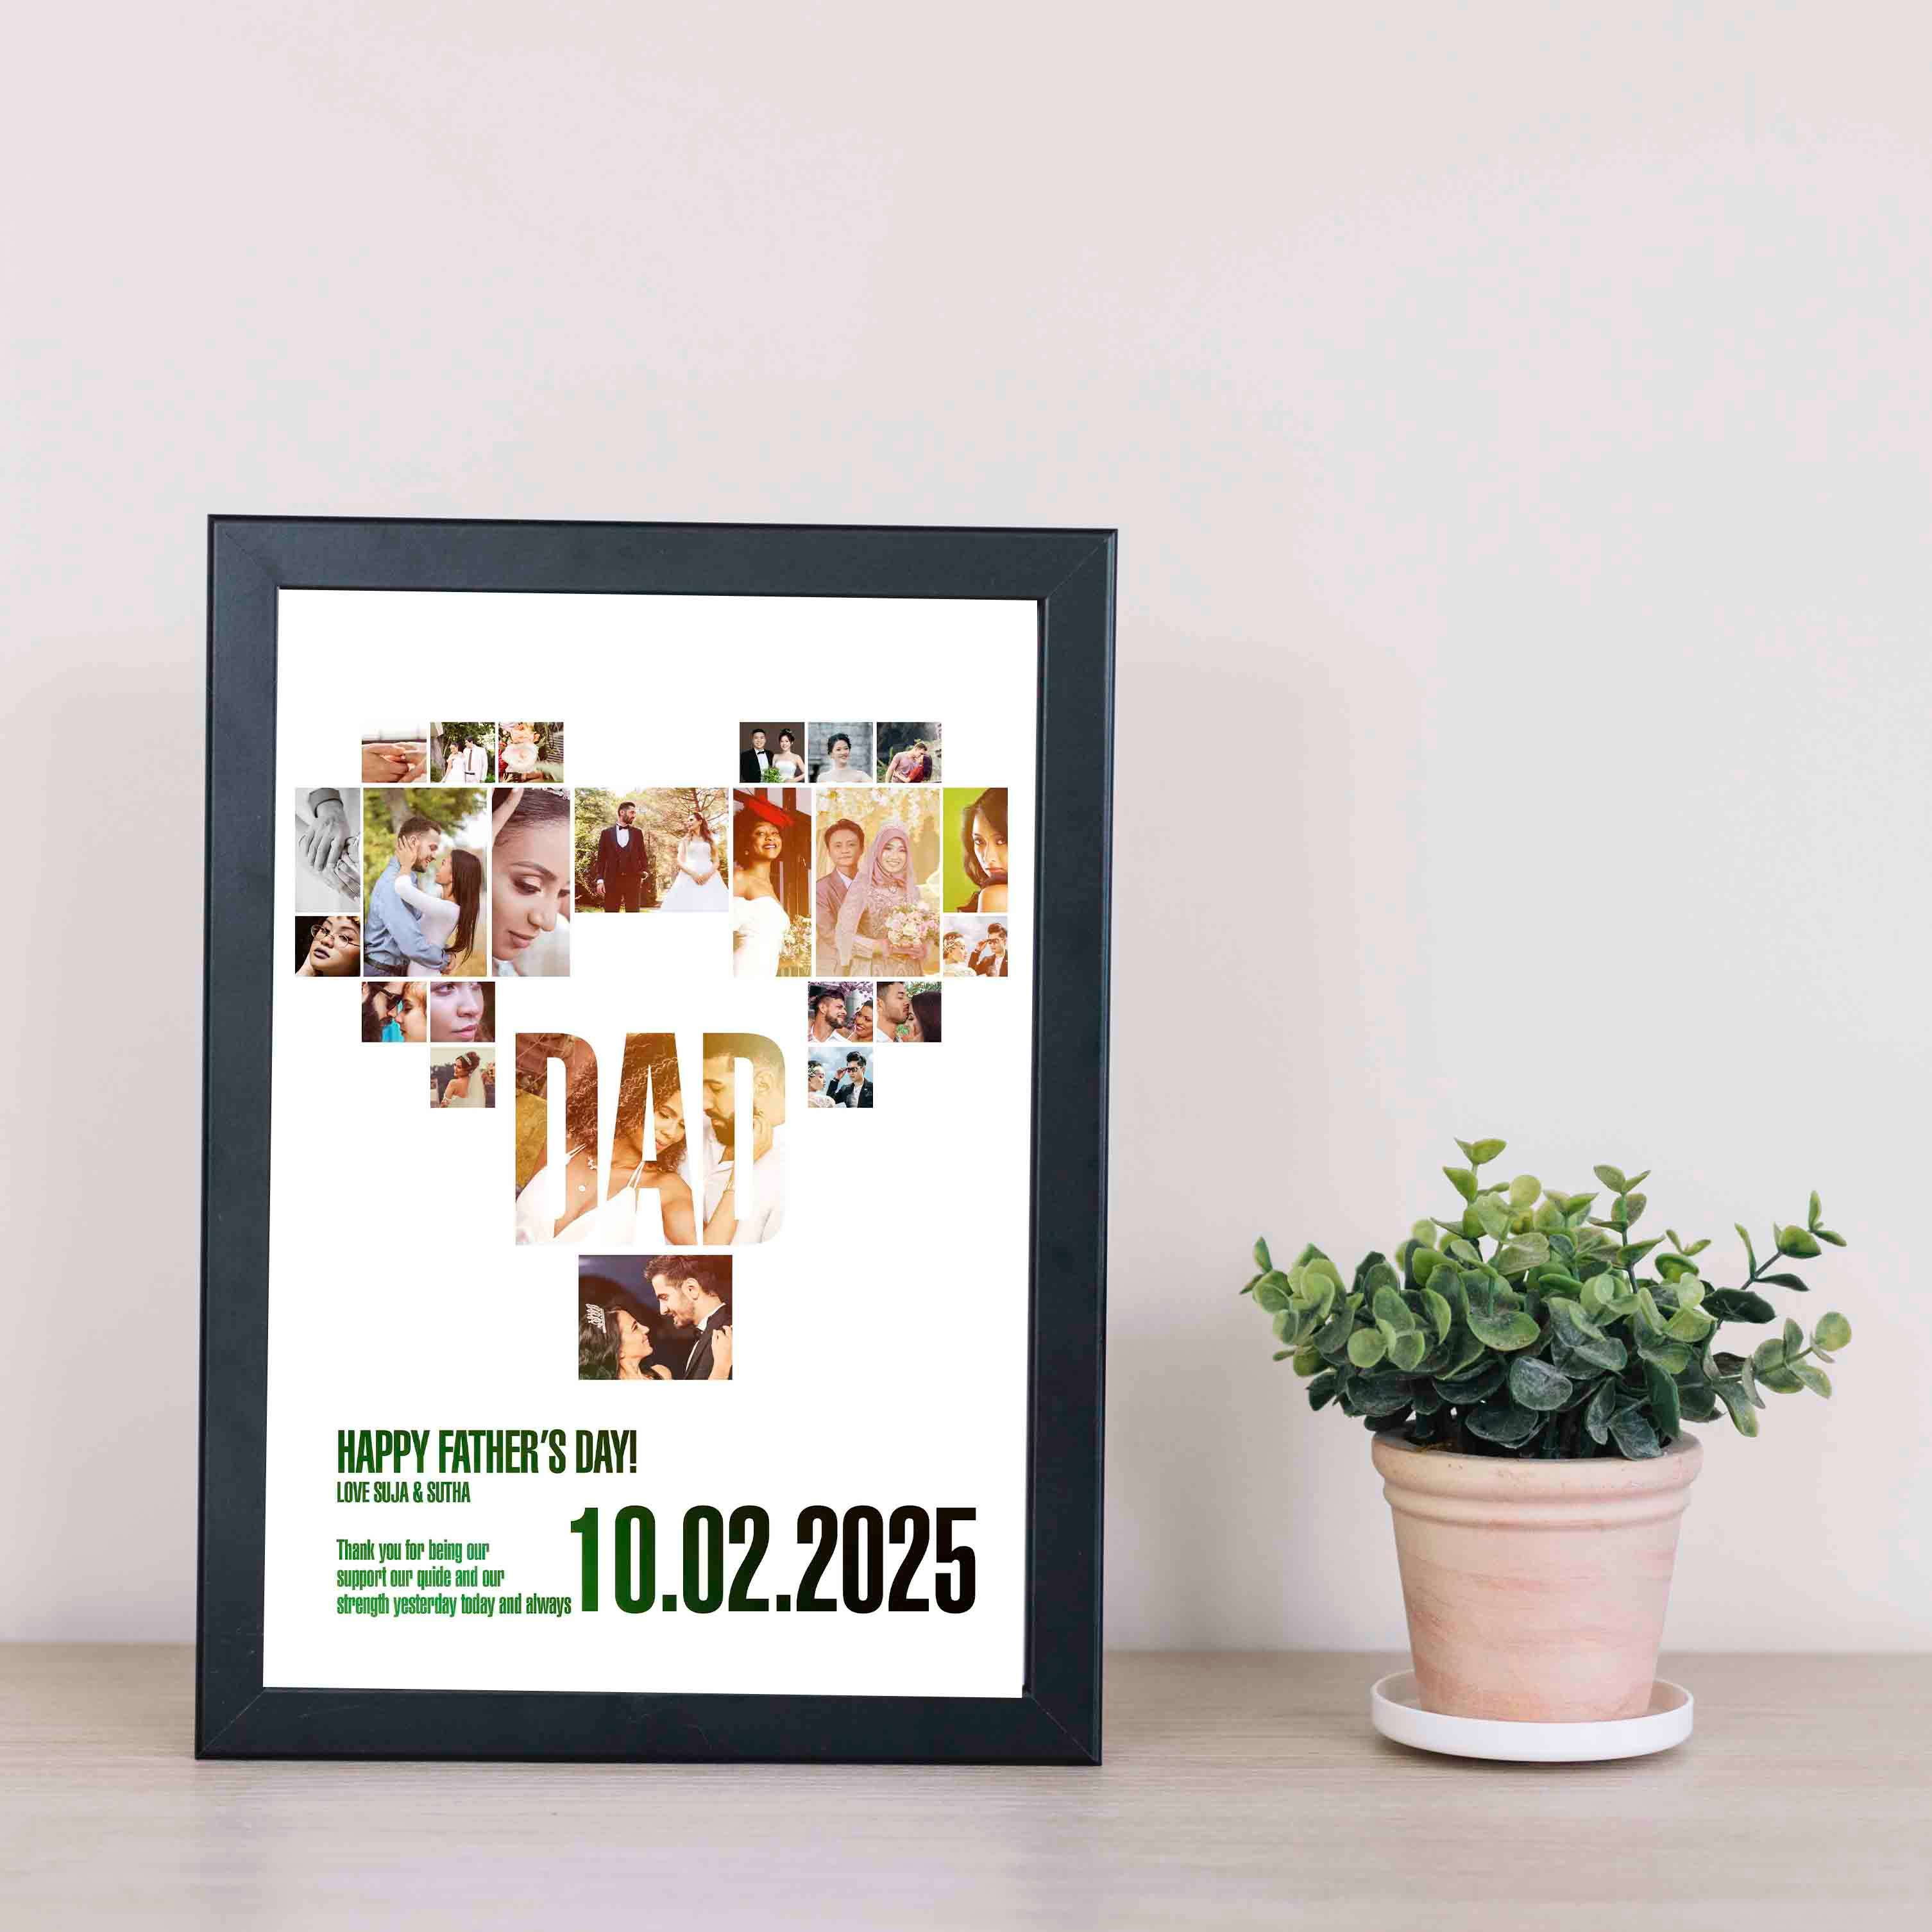 DAD
HAPPY FATHER'S DAY!
LOVE SUJA & SUTHA
10.02.2025
Thank you for being our
support our quide and our
strength yesterday today and always